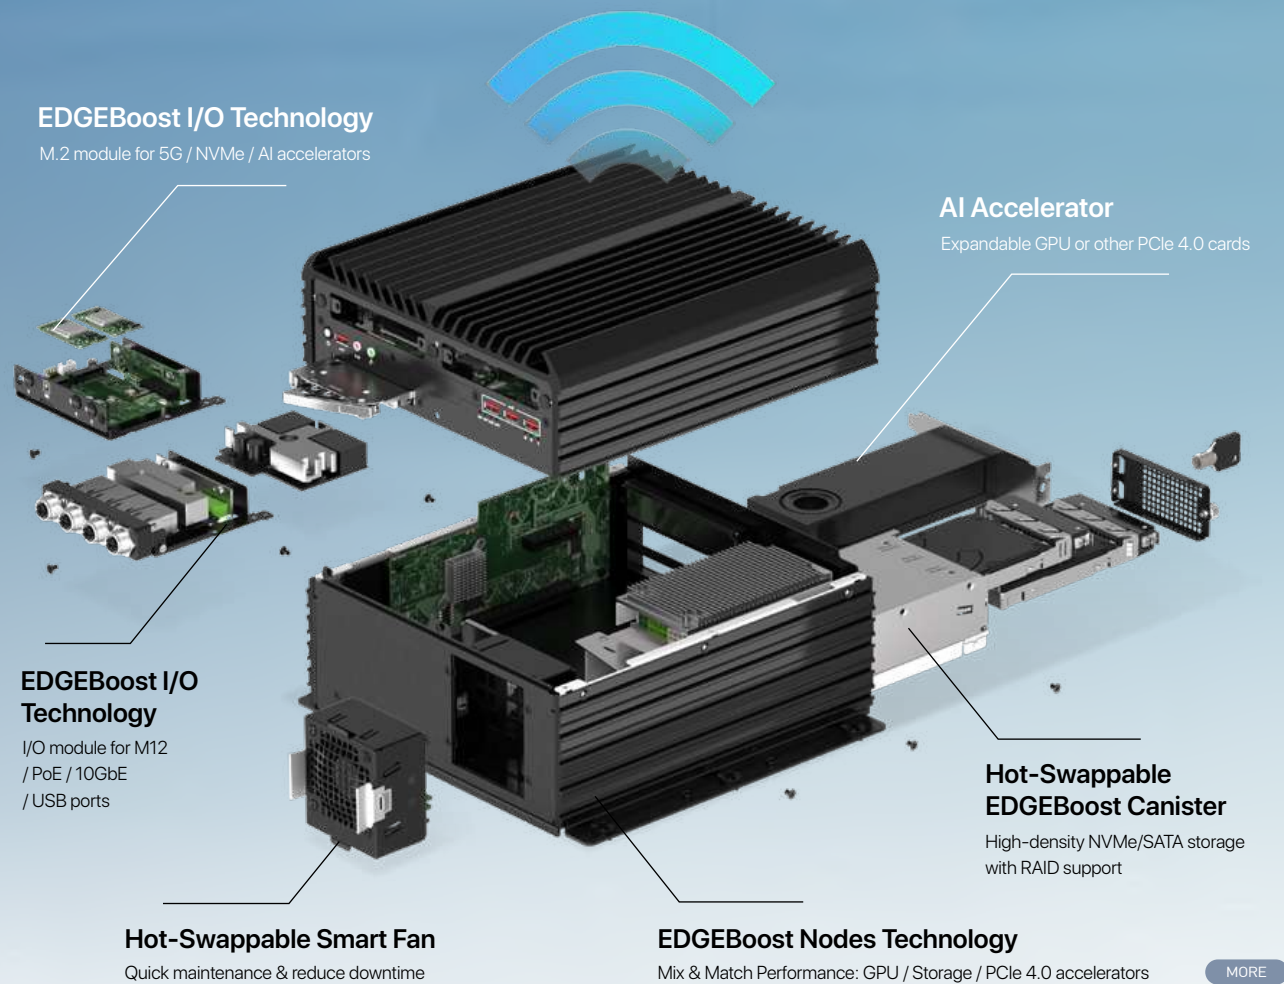 EDGEBoost I/O Technology
M.2 module for 5G / NVMe / AI accelerators
AI Accelerator
Expandable GPU or other PCIe 4.0 cards
EDGEBoost I/O
Technology
I/O module for M12
/ PoE / 10GbE
/ USB ports
Hot-Swappable
EDGEBoost Canister
High-density NVMe/SATA storage
with RAID support
Hot-Swappable Smart Fan
Quick maintenance & reduce downtime
EDGEBoost Nodes Technology
Mix & Match Performance: GPU / Storage / PCIe 4.0 accelerators
MORE